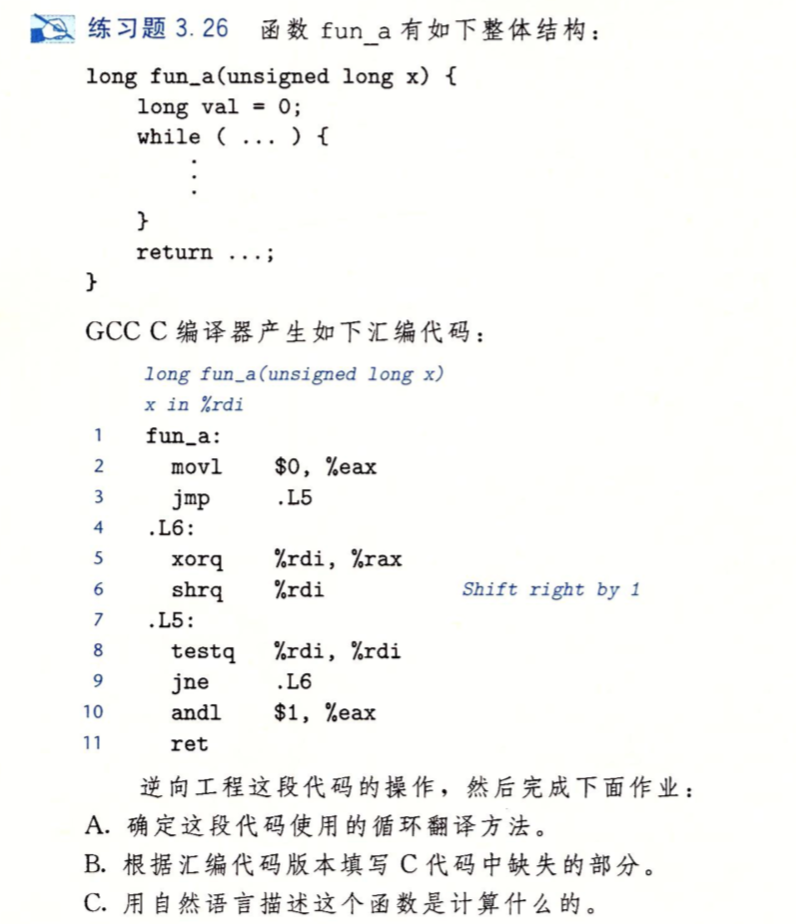 练习题 3.26 函数 fun_a 有如下整体结构：
long fun_a(unsigned long x) {
    long val = 0;
    while ( ... ) {
        .
        .
        .
    }
    return ...;
}
GCC C 编译器产生如下汇编代码：
long fun_a(unsigned long x)
x in %rdi
1 fun_a:
2 movl $0, %eax
3 jmp .L5
4 .L6:
5 xorq %rdi, %rax
6 shrq %rdi Shift right by 1
7 .L5:
8 testq %rdi, %rdi
9 jne .L6
10 andl $1, %eax
11 ret
逆向工程这段代码的操作，然后完成下面作业：
A. 确定这段代码使用的循环翻译方法。
B. 根据汇编代码版本填写 C 代码中缺失的部分。
C. 用自然语言描述这个函数是计算什么的。